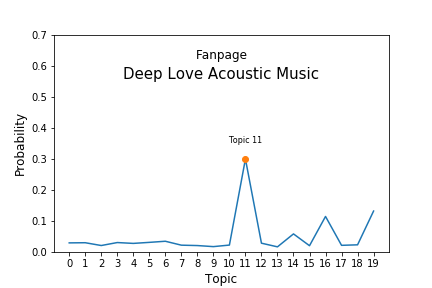 Fanpage
Deep Love Acoustic Music
Topic 11
0.7
0.6
0.5
0.4
0.3
0.2
0.1
0.0
Probability
0 1 2 3 4 5 6 7 8 9 10 11 12 13 14 15 16 17 18 19
Topic